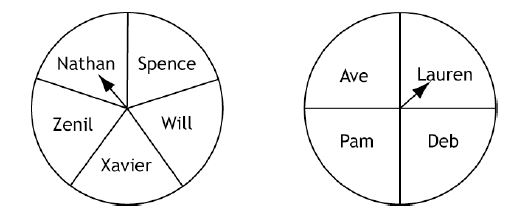 Nathan
Spence
Zenil
Will
Xavier
Ave
Lauren
Pam
Deb